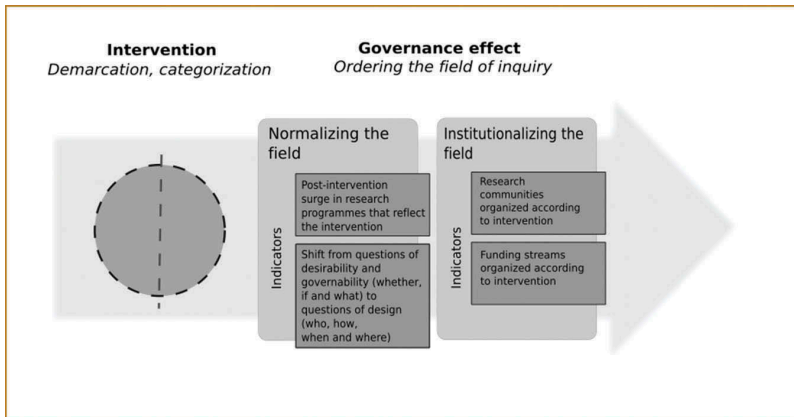 Intervention
Demarcation, categorization
Governance effect
Ordering the field of inquiry
Normalizing the
field
Indicators
Post-intervention
surge in research
programmes that reflect
the intervention
Shift from questions of
desirability and
governability (whether,
if and what) to
questions of design
(who, how,
when and where)
Institutionalizing the
field
Indicators
Research
communities
organized according
to intervention
Funding streams
organized according
to intervention